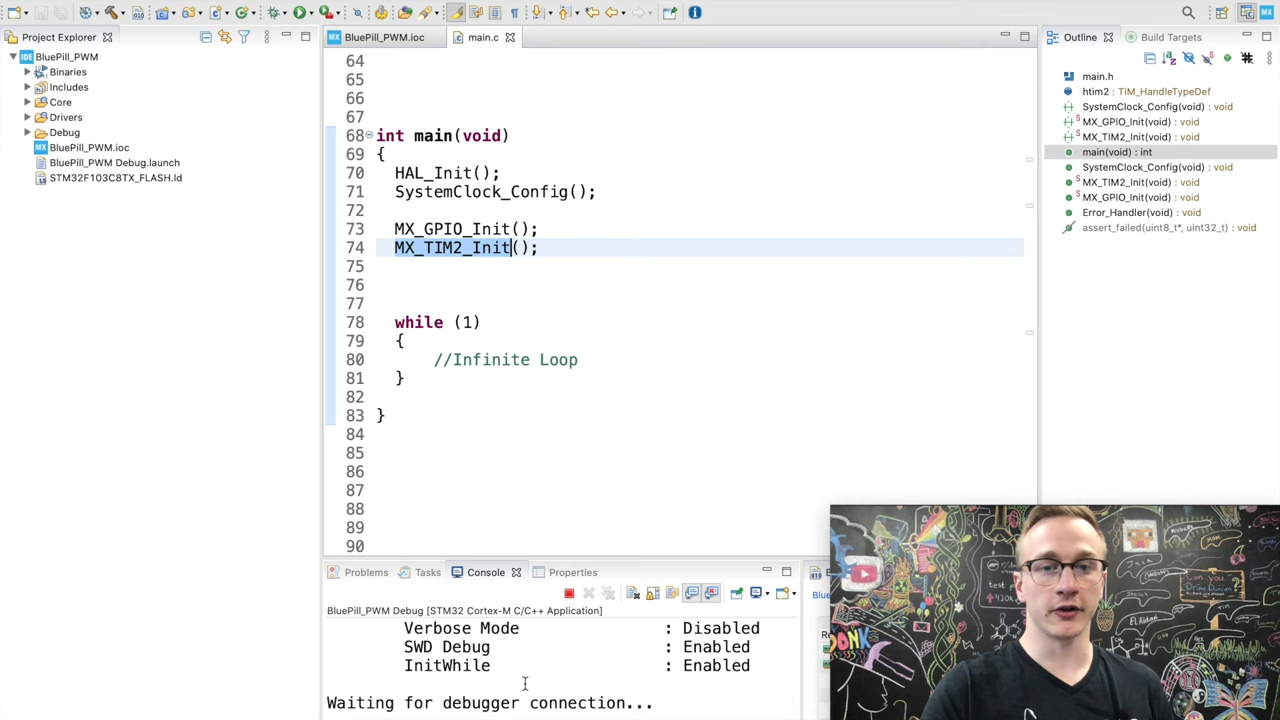 Project Explorer
BluePill_PWM
Binaries
Includes
Core
Drivers
Debug
BluePill_PWM.ioc
BluePill_PWM Debug.launch
STM32F103C8TX_FLASH.ld
BluePill_PWM.ioc
main.c
64
65
66
67
68 int main(void)
69 {
70 HAL_Init();
71 SystemClock_Config();
72
73 MX_GPIO_Init();
74 MX_TIM2_Init();
75
76
77
78 while (1)
79 {
80 //Infinite Loop
81 }
82
83 }
84
85
86
87
88
89
90
Outline
Build Targets
main.h
htim2 : TIM_HandleTypeDef
SystemClock_Config(void) : void
MX_GPIO_Init(void) : void
MX_TIM2_Init(void) : void
main(void) : int
SystemClock_Config(void) : void
MX_TIM2_Init(void) : void
MX_GPIO_Init(void) : void
Error_Handler(void) : void
assert_failed(uint8_t*, uint32_t) : void
Problems
Tasks
Console
Properties
BluePill_PWM Debug [STM32 Cortex-M C/C++ Application]
Verbose Mode : Disabled
SWD Debug : Enabled
InitWhile : Enabled
Waiting for debugger connection...
Can you